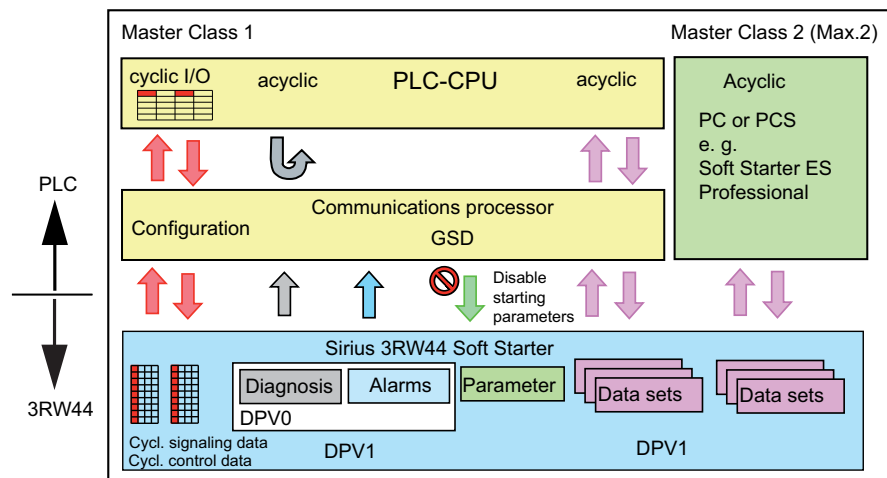 Master Class 1
Master Class 2 (Max.2)
cyclic I/O
acyclic
PLC-CPU
acyclic
Acyclic
PC or PCS
e. g.
Soft Starter ES
Professional
PLC
Configuration
Communications processor
GSD
Disable
starting
parameters
3RW44
Sirius 3RW44 Soft Starter
Diagnosis
Alarms
Parameter
Data sets
Data sets
DPV0
Cycl. signaling data
Cycl. control data
DPV1
DPV1